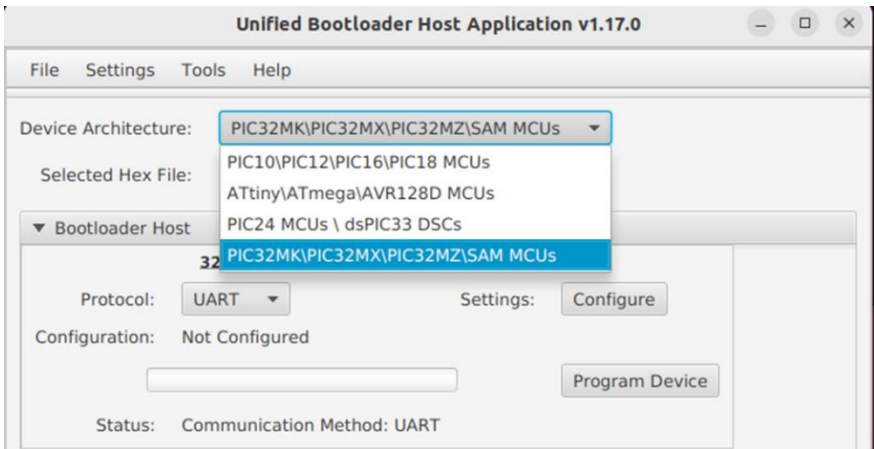 Unified Bootloader Host Application v1.17.0
File Settings Tools Help
Device Architecture: PIC32MK\PIC32MX\PIC32MZ\SAM MCUs
PIC10\PIC12\PIC16\PIC18 MCUs
Selected Hex File:
ATtiny\ATmega\AVR128D MCUs
PIC24 MCUs \ dsPIC33 DSCs
Bootloader Host
PIC32MK\PIC32MX\PIC32MZ\SAM MCUs
32
Protocol: UART Settings: Configure
Configuration: Not Configured
Program Device
Status: Communication Method: UART